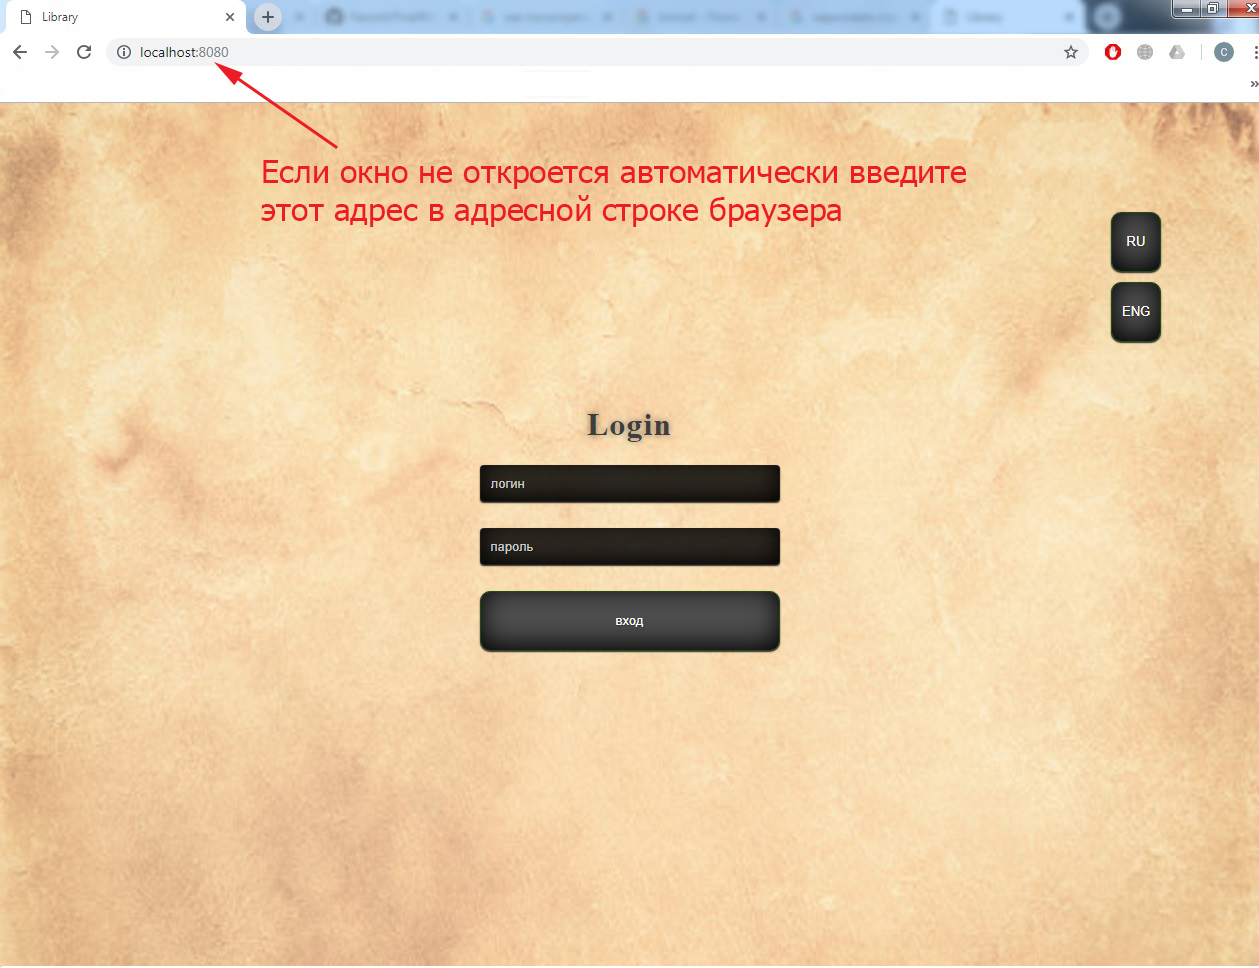 Library
localhost:8080
C
Если окно не откроется автоматически введите
этот адрес в адресной строке браузера
RU
ENG
Login
логин
пароль
вход